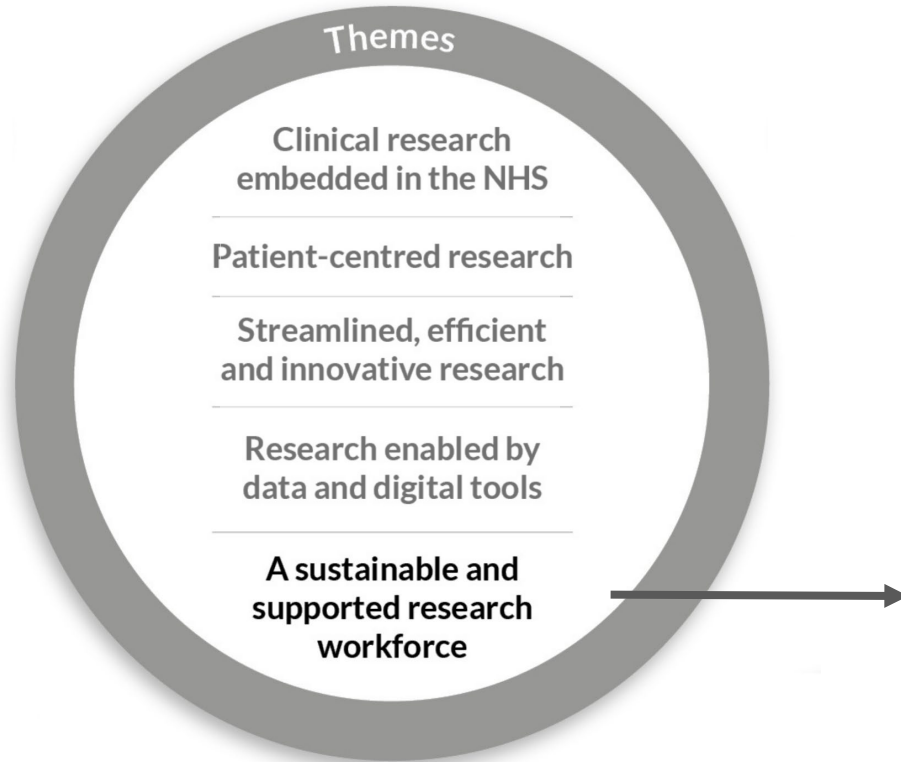 Themes
Clinical research
embedded in the NHS
Patient-centred research
Streamlined, efficient
and innovative research
Research enabled by
data and digital tools
A sustainable and
supported research
workforce